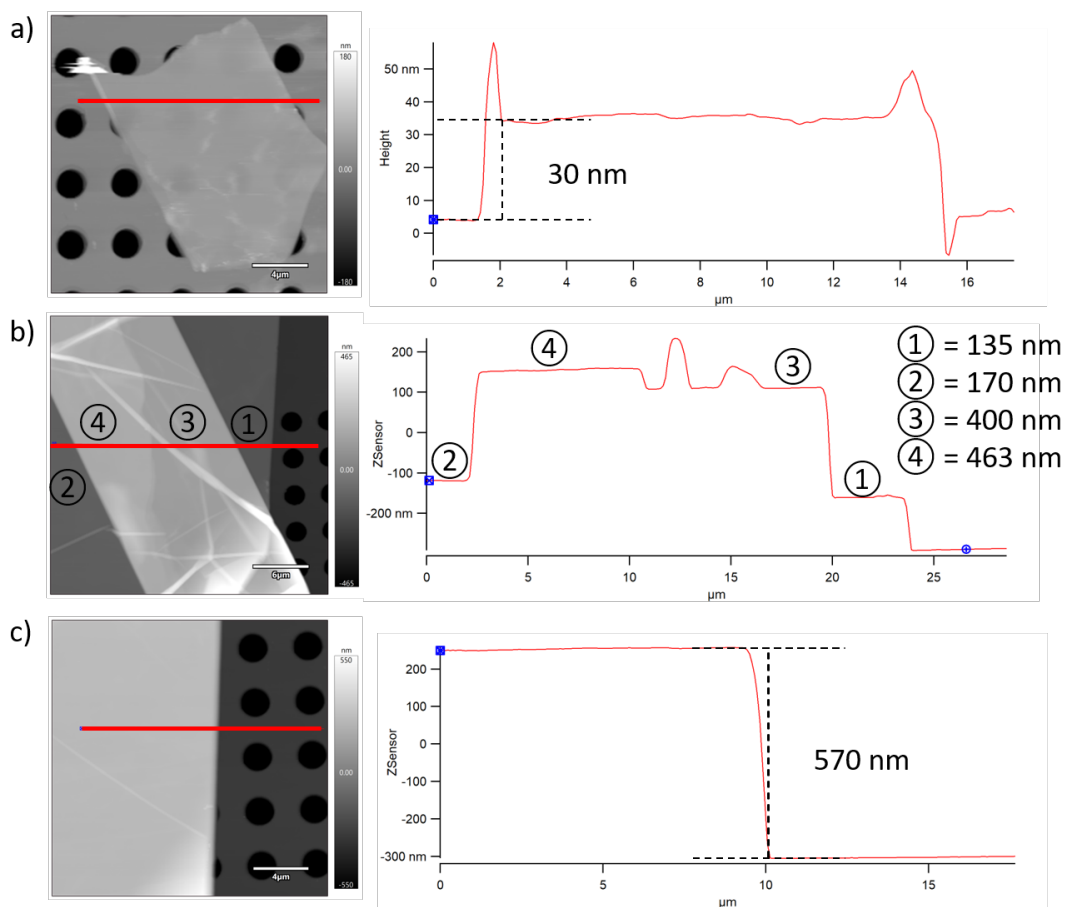 a)
nm
180
0.00
-180
4µm
Height
50 nm
40
30
20
10
0
30 nm
0
2
4
6
8
10
12
14
16
µm
b)
nm
465
0.00
-465
4
3
1
2
6µm
ZSensor
200
100
0
-100
-200 nm
2
4
3
1
1 = 135 nm
2 = 170 nm
3 = 400 nm
4 = 463 nm
0
5
10
15
20
25
µm
c)
nm
550
0.00
-550
4µm
ZSensor
200
100
0
-100
-200
-300 nm
570 nm
0
5
10
15
µm